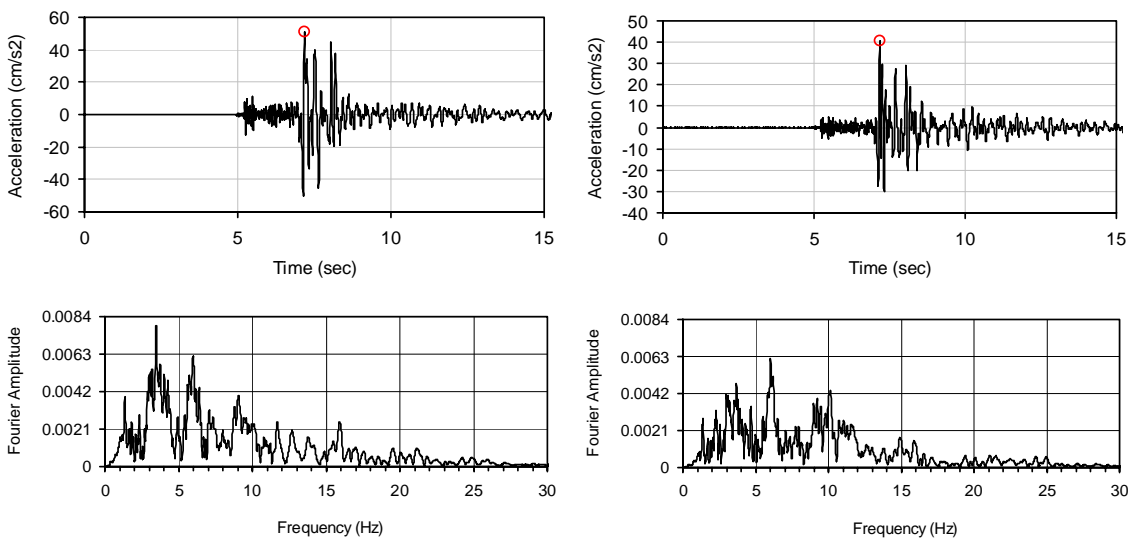 Acceleration (cm/s2)
60
40
20
0
-20
-40
-60
0 5 10 15
Time (sec)
Acceleration (cm/s2)
50
40
30
20
10
0
-10
-20
-30
-40
0 5 10 15
Time (sec)
Fourier Amplitude
0.0084
0.0063
0.0042
0.0021
0
0 5 10 15 20 25 30
Frequency (Hz)
Fourier Amplitude
0.0084
0.0063
0.0042
0.0021
0
0 5 10 15 20 25 30
Frequency (Hz)